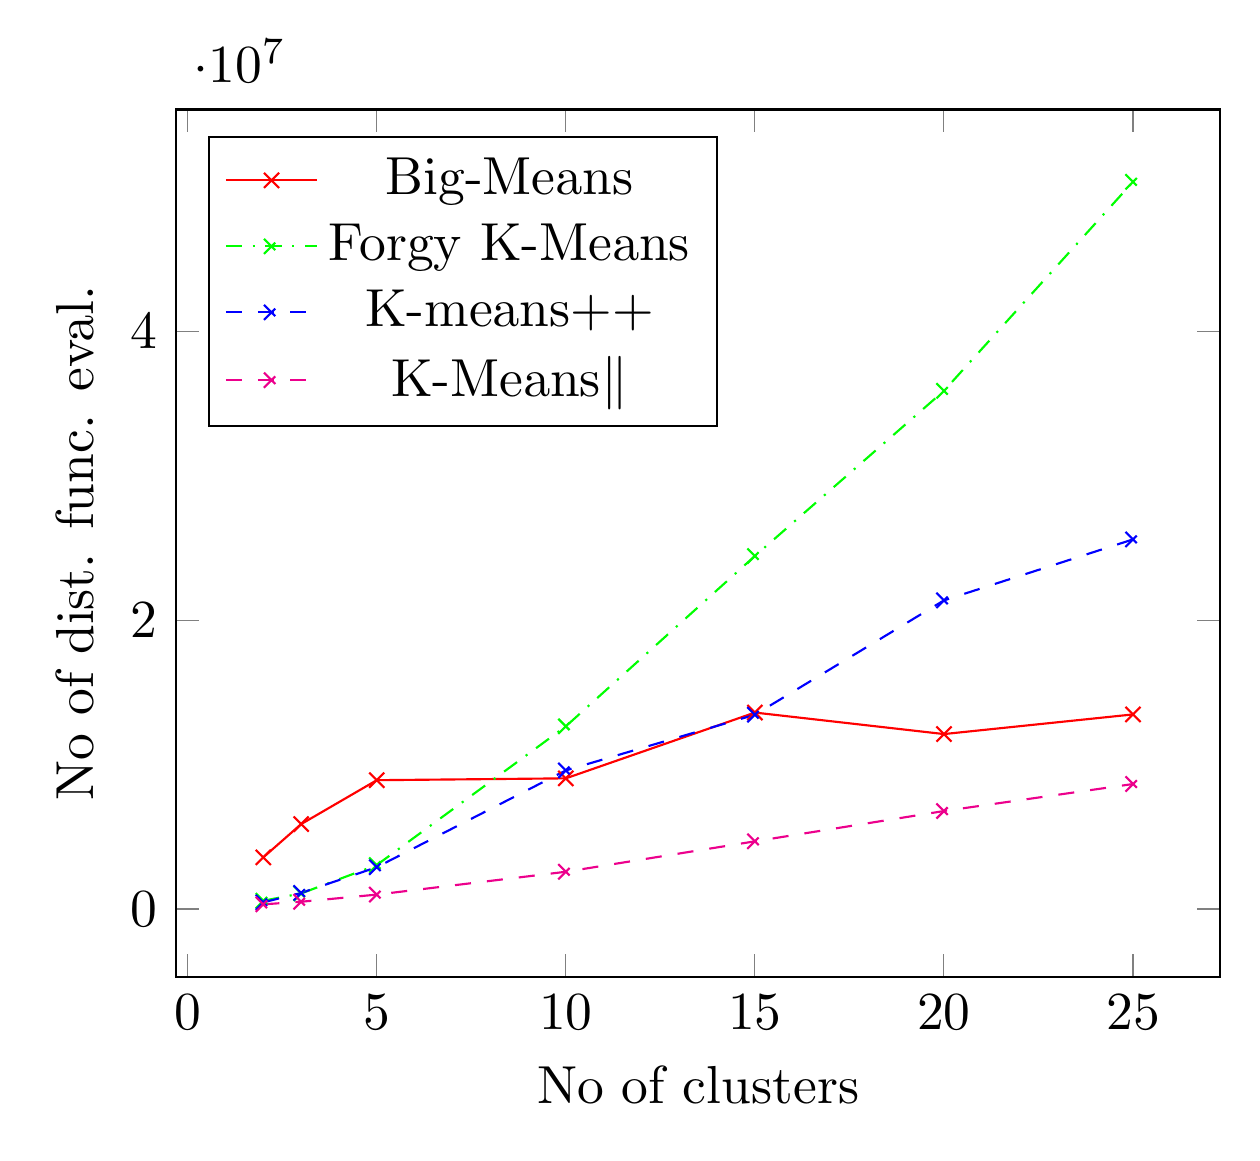 ·10^7
Big-Means
Forgy K-Means
K-means++
K-Means∥
4
2
0
No of dist. func. eval.
0 5 10 15 20 25
No of clusters